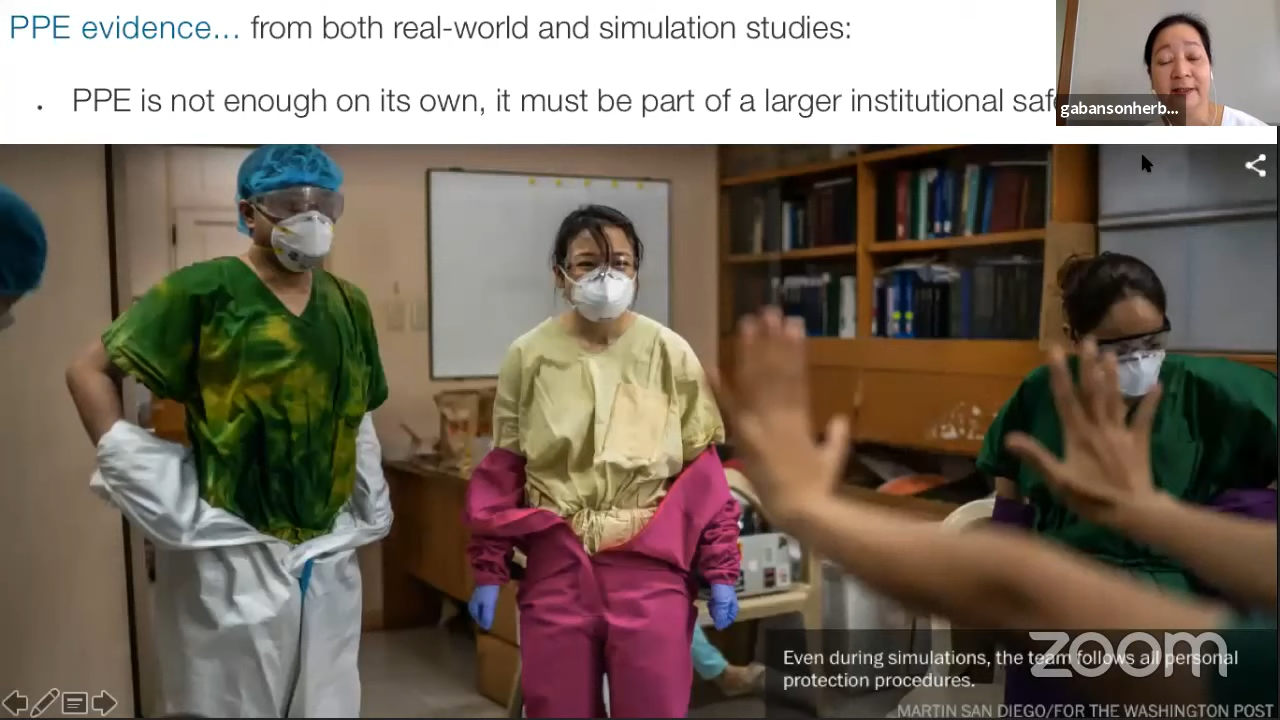 PPE evidence... from both real-world and simulation studies:
. PPE is not enough on its own, it must be part of a larger institutional safe
gabansonherb...
Even during simulations, the team follows all personal
protection procedures.
zoom
MARTIN SAN DIEGO/FOR THE WASHINGTON POST